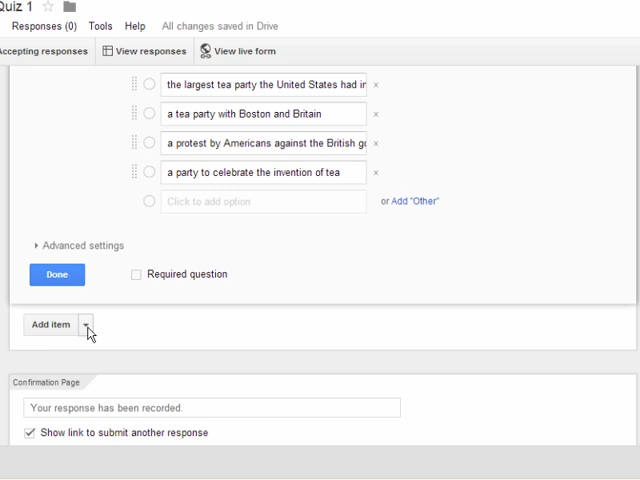 Quiz 1
Responses (0) Tools Help All changes saved in Drive
Accepting responses View responses View live form
the largest tea party the United States had
a tea party with Boston and Britain
×
a protest by Americans against the British
a party to celebrate the invention of tea
×
Click to add option or Add "Other"
Advanced settings
Done Required question
Add item
Confirmation Page
Your response has been recorded.
Show link to submit another response